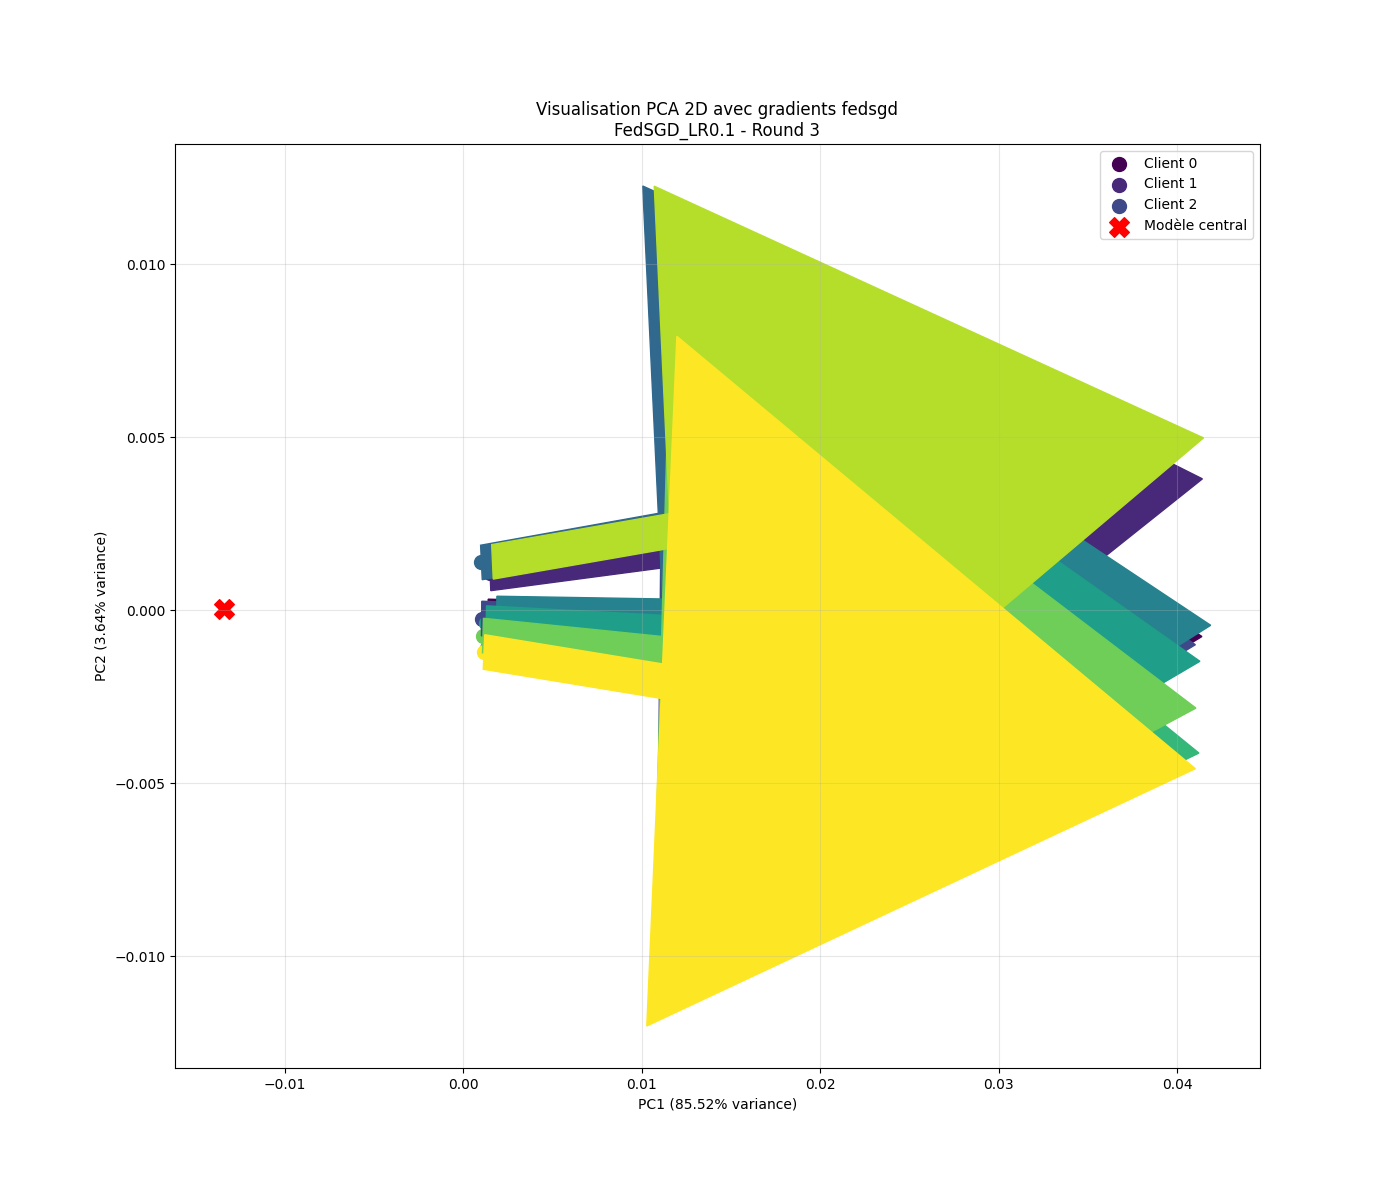 Visualisation PCA 2D avec gradients fedsgd
FedSGD_LR0.1 - Round 3
Client 0
Client 1
Client 2
Modèle central
0.010
0.005
0.000
−0.005
−0.010
PC2 (3.64% variance)
−0.01
0.00
0.01
0.02
0.03
0.04
PC1 (85.52% variance)